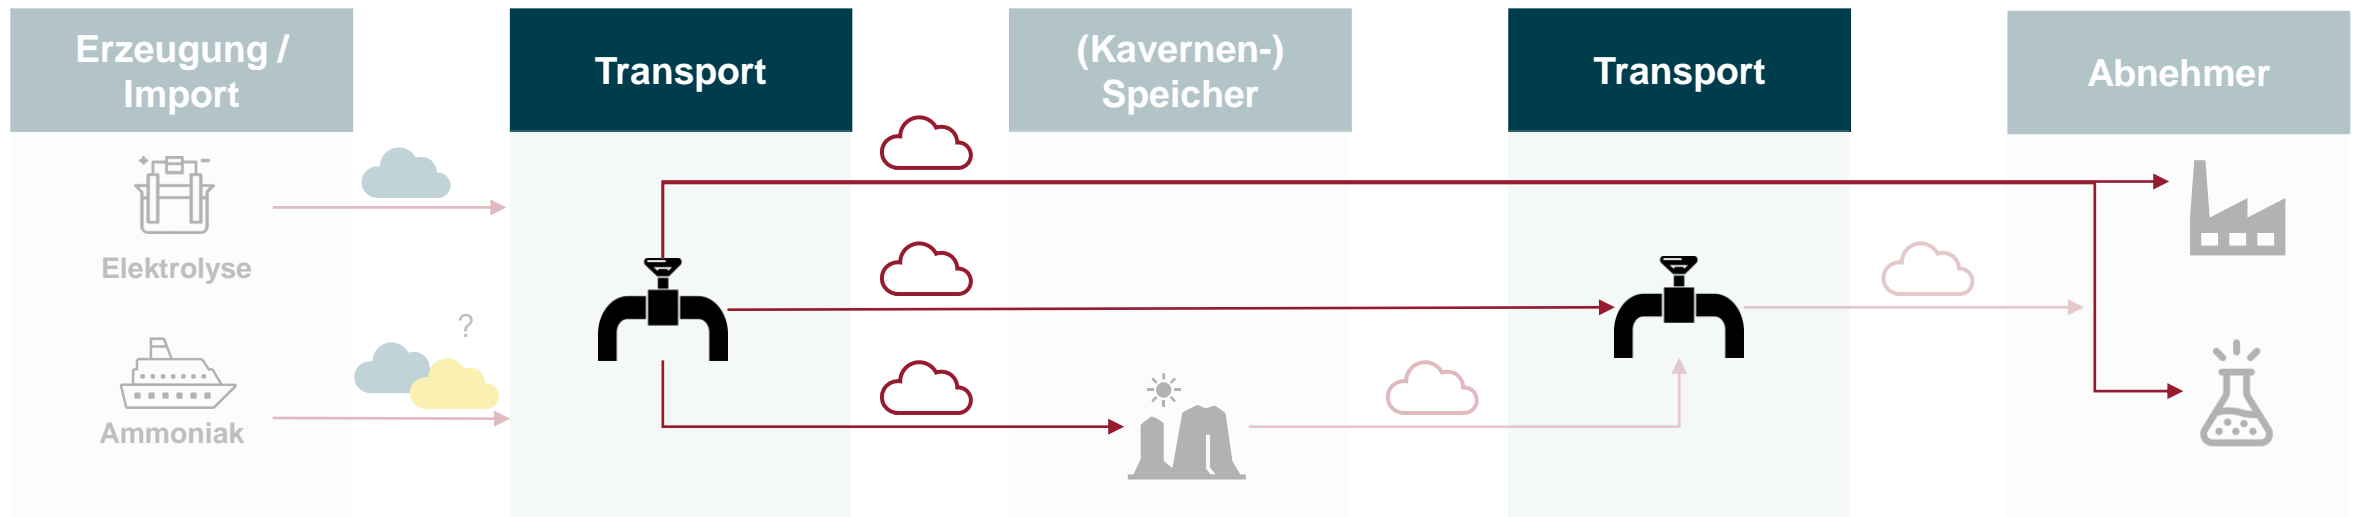 Erzeugung /
Import
Transport
(Kavernen-)
Speicher
Transport
Abnehmer
Elektrolyse
?
Ammoniak